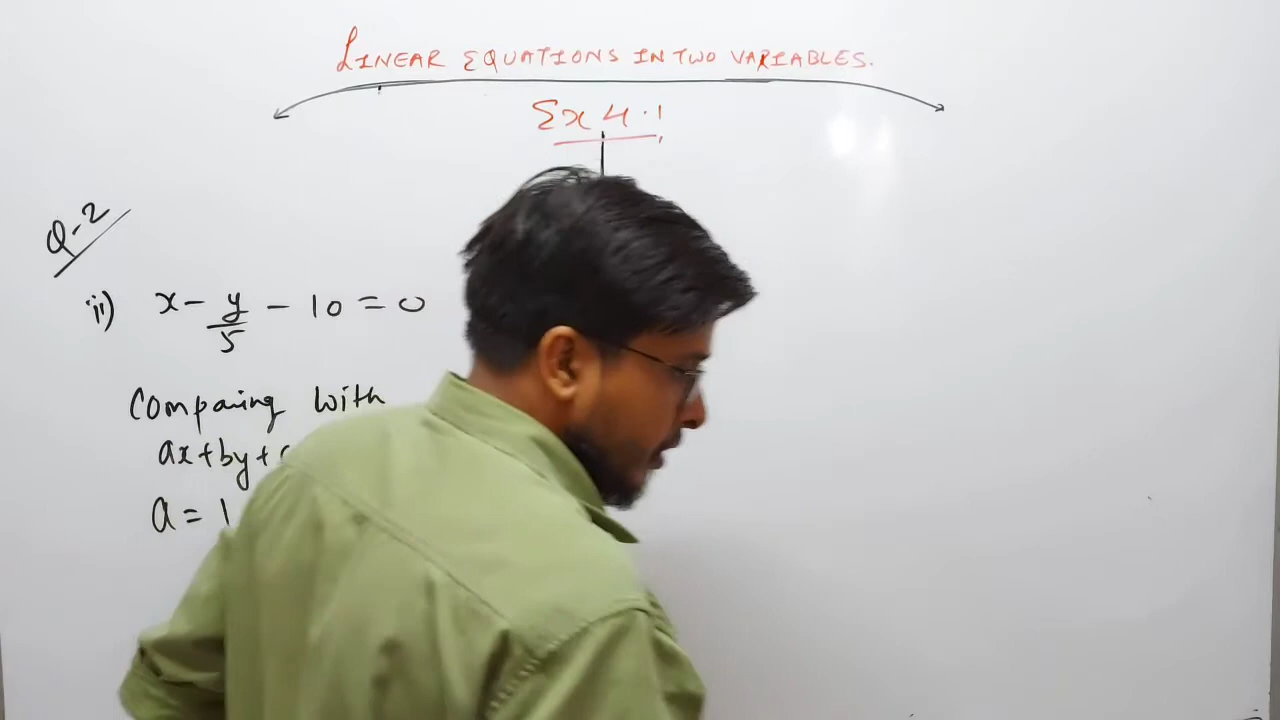 LINEAR EQUATIONS IN TWO VARIABLES.
Ex 4.1
Q-2
ii) x - y/5 - 10 = 0
Comparing with
ax+by+
a = 1